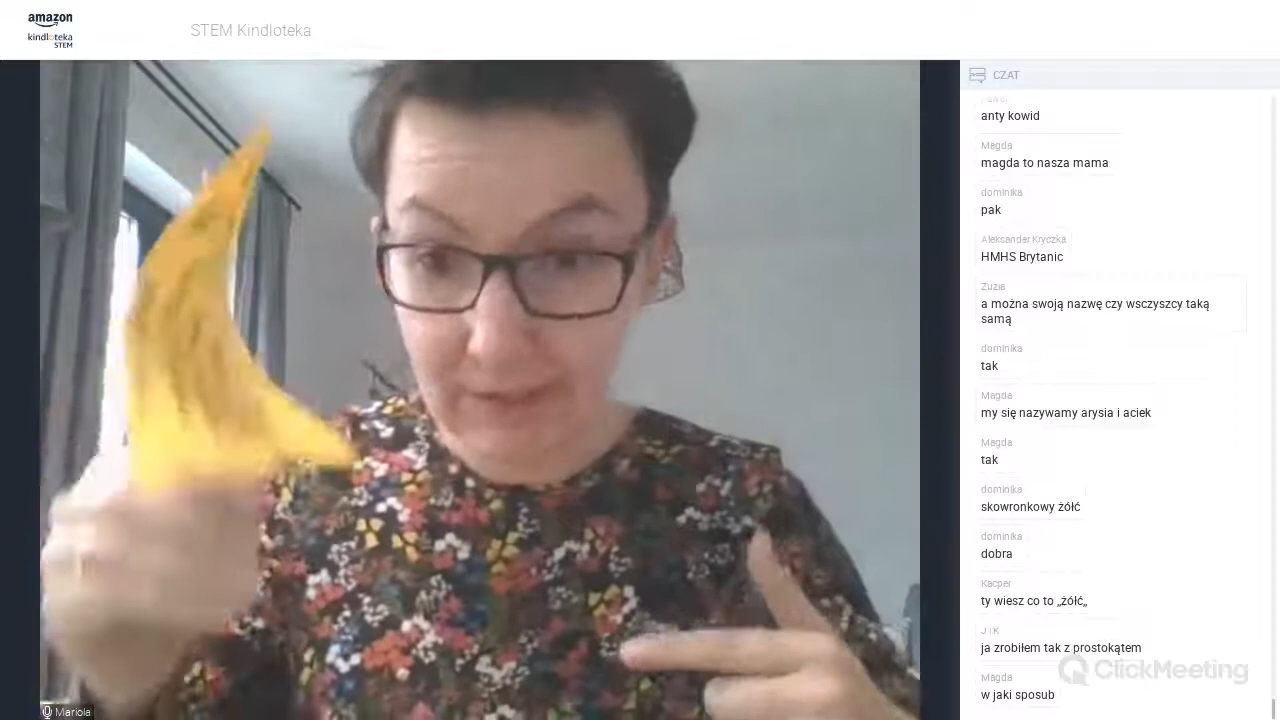 amazon
kindloteka
STEM
STEM Kindloteka
CZAT
anty kowid
Magda
magda to nasza mama
dominika
pak
Aleksander Kryczka
HMHS Brytanic
Zuzia
a można swoją nazwę czy wsczyszcy taką
samą
dominika
tak
Magda
my się nazywamy arysia i aciek
Magda
tak
dominika
skowronkowy żółć
dominika
dobra
Kacper
ty wiesz co to „żółć„
J i K
ja zrobiłem tak z prostokątem
Magda
w jaki sposub
ClickMeeting
Mariola